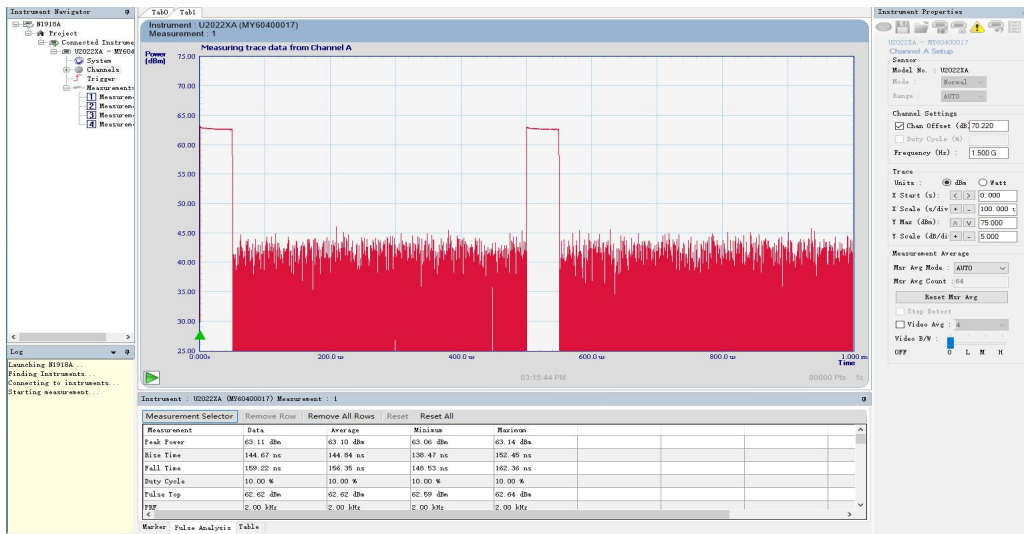 Instrument Navigator
N1918A
Project
Connected Instrume
U2022XA - MY604
System
Channels
Trigger
Measurements
1 Measurem
2 Measurem
3 Measurem
4 Measurem
Log
Launching N1918A...
Finding Instruments...
Connecting to instruments...
Starting measurement...
Tab0 Tab1
Instrument : U2022XA (MY60400017)
Measurement : 1
Measuring trace data from Channel A
Power
(dBm)
75.00
70.00
65.00
60.00
55.00
50.00
45.00
40.00
35.00
30.00
25.00
0.000s 200.0 us 400.0 us 600.0 us 800.0 us 1.000 m
Time
03:15:44 PM 80000 Pts 1x
Instrument : U2022XA (MY60400017) Measurement : 1
Measurement Selector Remove Row Remove All Rows Reset Reset All
Measurement Data Average Minimum Maximum
Peak Power 63.11 dBm 63.10 dBm 63.06 dBm 63.14 dBm
Rise Time 144.67 ns 144.84 ns 138.47 ns 152.45 ns
Fall Time 159.22 ns 156.35 ns 148.53 ns 162.36 ns
Duty Cycle 10.00 % 10.00 % 10.00 % 10.00 %
Pulse Top 62.62 dBm 62.62 dBm 62.59 dBm 62.64 dBm
PRF 2.00 kHz 2.00 kHz 2.00 kHz 2.00 kHz
Marker Pulse Analysis Table
Instrument Properties
U2022XA - MY60400017
Channel A Setup
Sensor
Model No. : U2022XA
Mode : Normal
Range : AUTO
Channel Settings
Chan Offset (dB) 70.220
Duty Cycle (%)
Frequency (Hz) : 1.500 G
Trace
Units : dBm Watt
X Start (s): < > 0.000
X Scale (s/div + - 100.000
Y Max (dBm): 75.000
Y Scale (dB/di + - 5.000
Measurement Average
Msr Avg Mode : AUTO
Msr Avg Count : 64
Reset Msr Avg
Step Detect
Video Avg : 4
Video B/W :
OFF O L M H